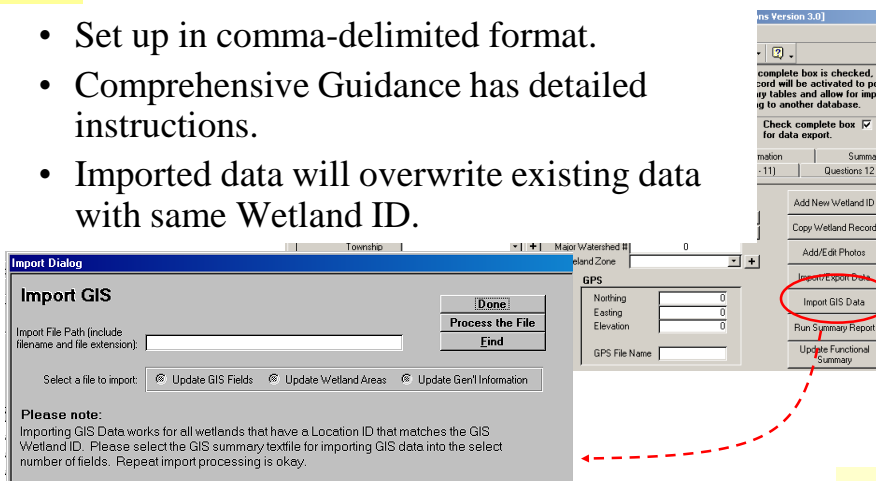 • Set up in comma-delimited format.
• Comprehensive Guidance has detailed
instructions.
• Imported data will overwrite existing data
with same Wetland ID.
Version 3.0]
complete box is checked,
will be activated to
tables and allow for
to another database.
Check complete box
for data export.
- 11)
Questions 12
Add New Wetland ID
Copy Wetland Record
Add/Edit Photos
Import/Export Data
Import GIS Data
Run Summary Report
Update Functional
Summary
Township
+
Major Watershed #
0
Zone
+
GPS
Northing
0
Easting
0
Elevation
0
GPS File Name
Import Dialog
Import GIS
Done
Process the File
Find
Import File Path (include
filename and file extension):
Select a file to import:
Update GIS Fields
Update Wetland Areas
Update Gen'l Information
Please note:
Importing GIS Data works for all wetlands that have a Location ID that matches the GIS
Wetland ID. Please select the GIS summary textfile for importing GIS data into the select
number of fields. Repeat import processing is okay.